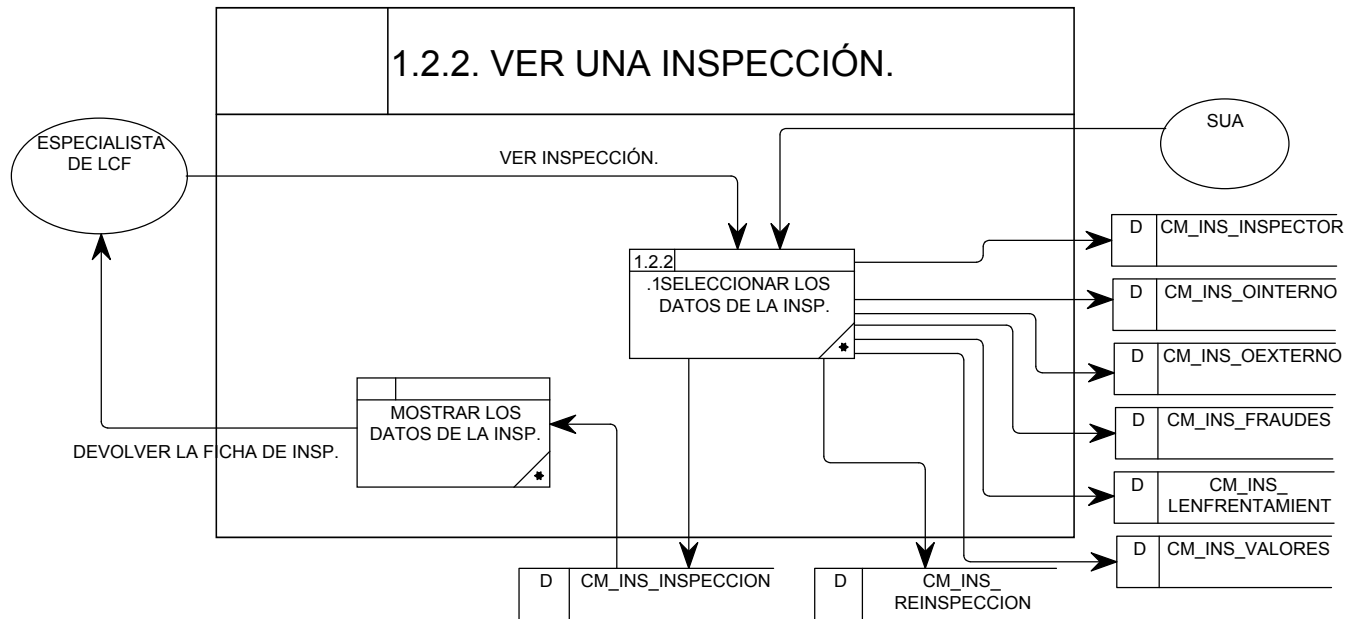 1.2.2. VER UNA INSPECCIÓN.
ESPECIALISTA
DE LCF
SUA
VER INSPECCIÓN.
1.2.2
.1SELECCIONAR LOS
DATOS DE LA INSP.
D CM_INS_INSPECTOR
D CM_INS_OINTERNO
D CM_INS_OEXTERNO
D CM_INS_FRAUDES
D CM_INS_
LENFRENTAMIENT
D CM_INS_VALORES
MOSTRAR LOS
DATOS DE LA INSP.
DEVOLVER LA FICHA DE INSP.
D CM_INS_INSPECCION
D CM_INS_
REINSPECCION